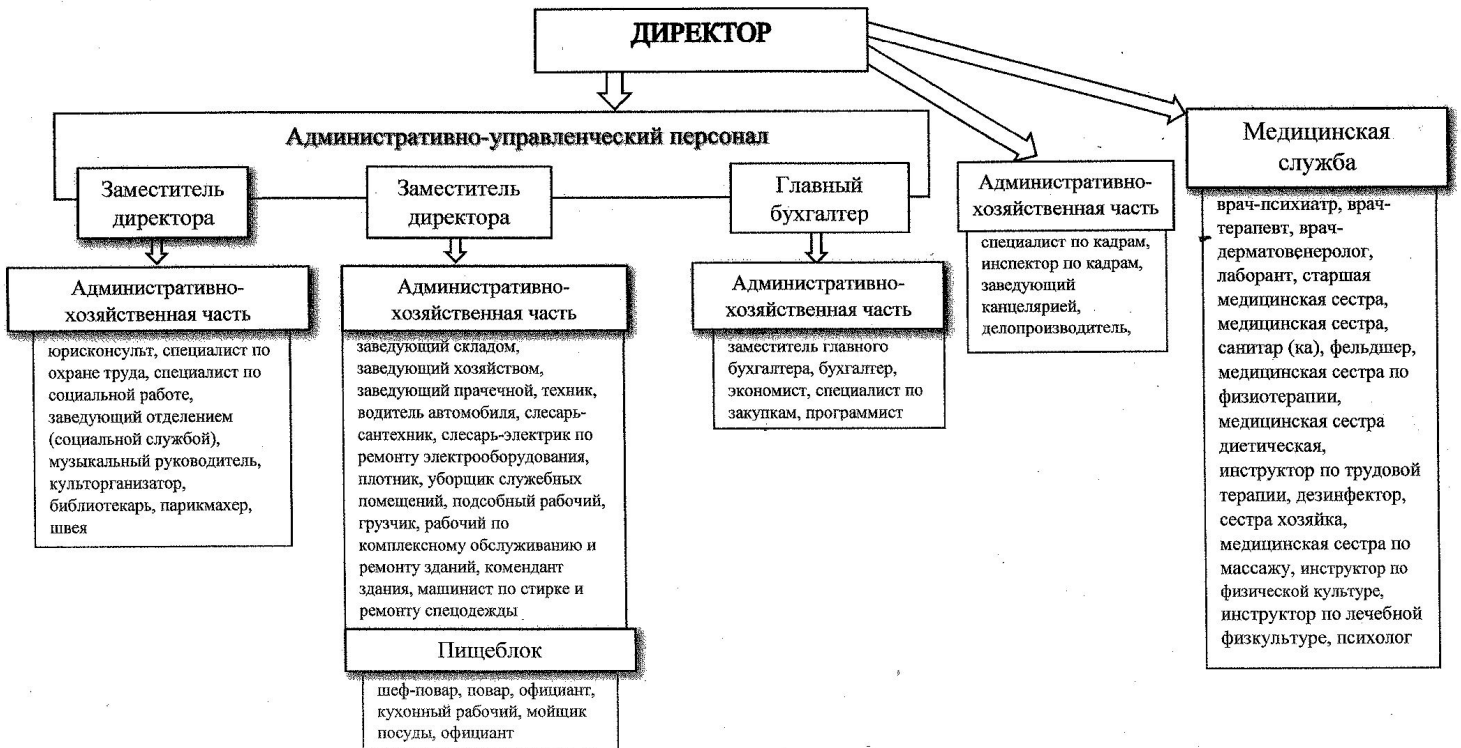 ДИРЕКТОР
Административно-управленческий персонал
Заместитель
директора
Административно-
хозяйственная часть
юрисконсульт, специалист по
охране труда, специалист по
социальной работе,
заведующий отделением
(социальной службой),
музыкальный руководитель,
культорганизатор,
библиотекарь, парикмахер,
швея
Заместитель
директора
Административно-
хозяйственная часть
заведующий складом,
заведующий хозяйством,
заведующий прачечной, техник,
водитель автомобиля, слесарь-
сантехник, слесарь-электрик по
ремонту электрооборудования,
плотник, уборщик служебных
помещений, подсобный рабочий,
грузчик, рабочий по
комплексному обслуживанию и
ремонту зданий, комендант
здания, машинист по стирке и
ремонту спецодежды
Пищеблок
шеф-повар, повар, официант,
кухонный рабочий, мойщик
посуды, официант
Главный
бухгалтер
Административно-
хозяйственная часть
заместитель главного
бухгалтера, бухгалтер,
экономист, специалист по
закупкам, программист
Административно-
хозяйственная часть
специалист по кадрам,
инспектор по кадрам,
заведующий
канцелярией,
делопроизводитель,
Медицинская
служба
врач-психиатр, врач-
терапевт, врач-
дерматовенеролог,
лаборант, старшая
медицинская сестра,
медицинская сестра,
санитар (ка), фельдшер,
медицинская сестра по
физиотерапии,
медицинская сестра
диетическая,
инструктор по трудовой
терапии, дезинфектор,
сестра хозяйка,
медицинская сестра по
массажу, инструктор по
физической культуре,
инструктор по лечебной
физкультуре, психолог